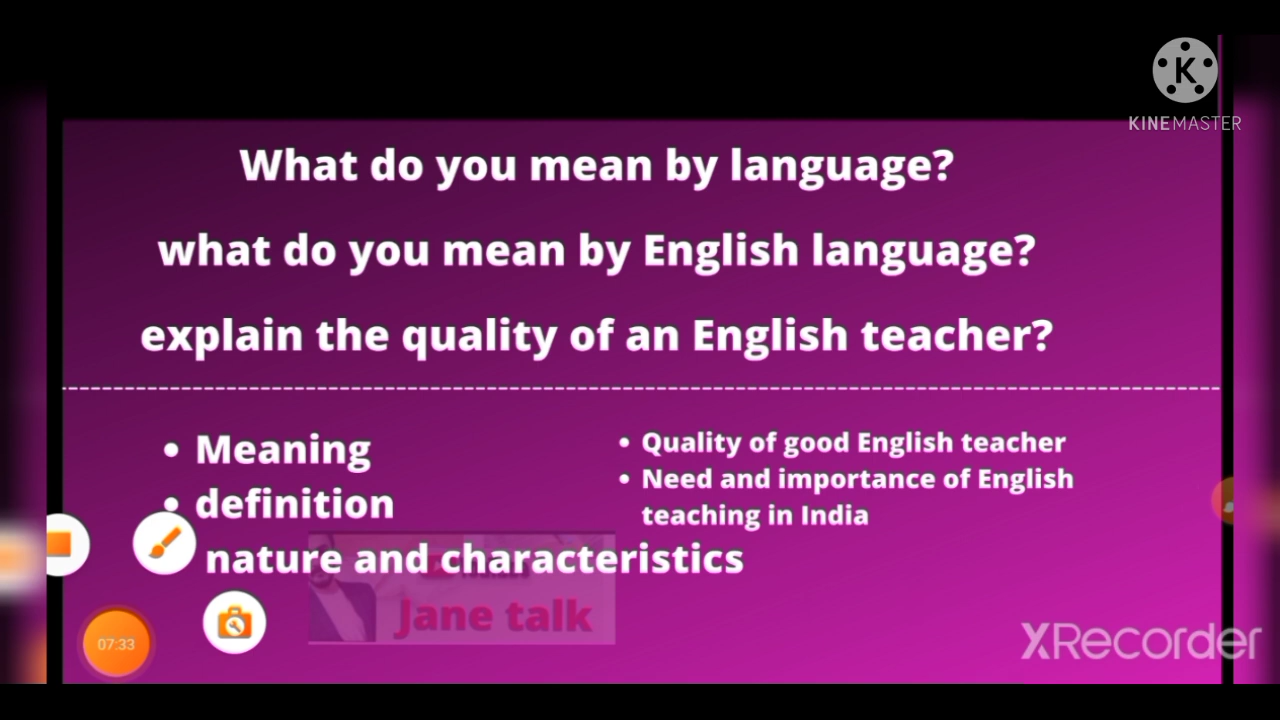 K
KINEMASTER
What do you mean by language?
what do you mean by English language?
explain the quality of an English teacher?
• Meaning
• definition
nature and characteristics
• Quality of good English teacher
• Need and importance of English
teaching in India
Jane talk
07:33
XRecorder